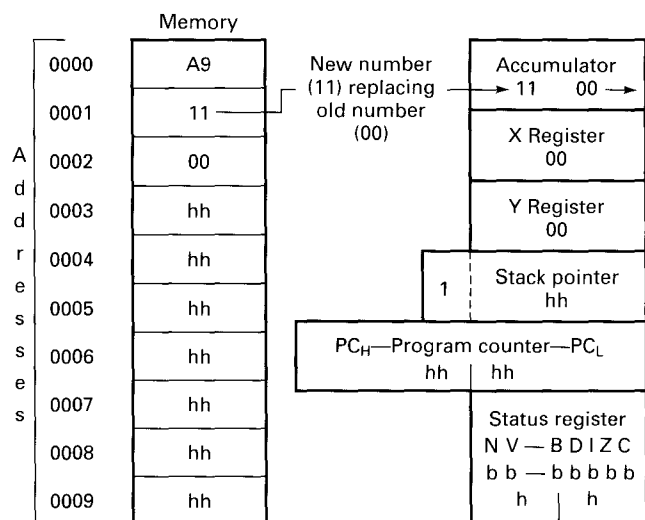 Memory
Addresses
0000 A9
0001 11
0002 00
0003 hh
0004 hh
0005 hh
0006 hh
0007 hh
0008 hh
0009 hh
New number
(11) replacing
old number
(00)
Accumulator
11 00
X Register
00
Y Register
00
1
Stack pointer
hh
PCH—Program counter—PCL
hh hh
Status register
N V — B D I Z C
b b — b b b b b
h h